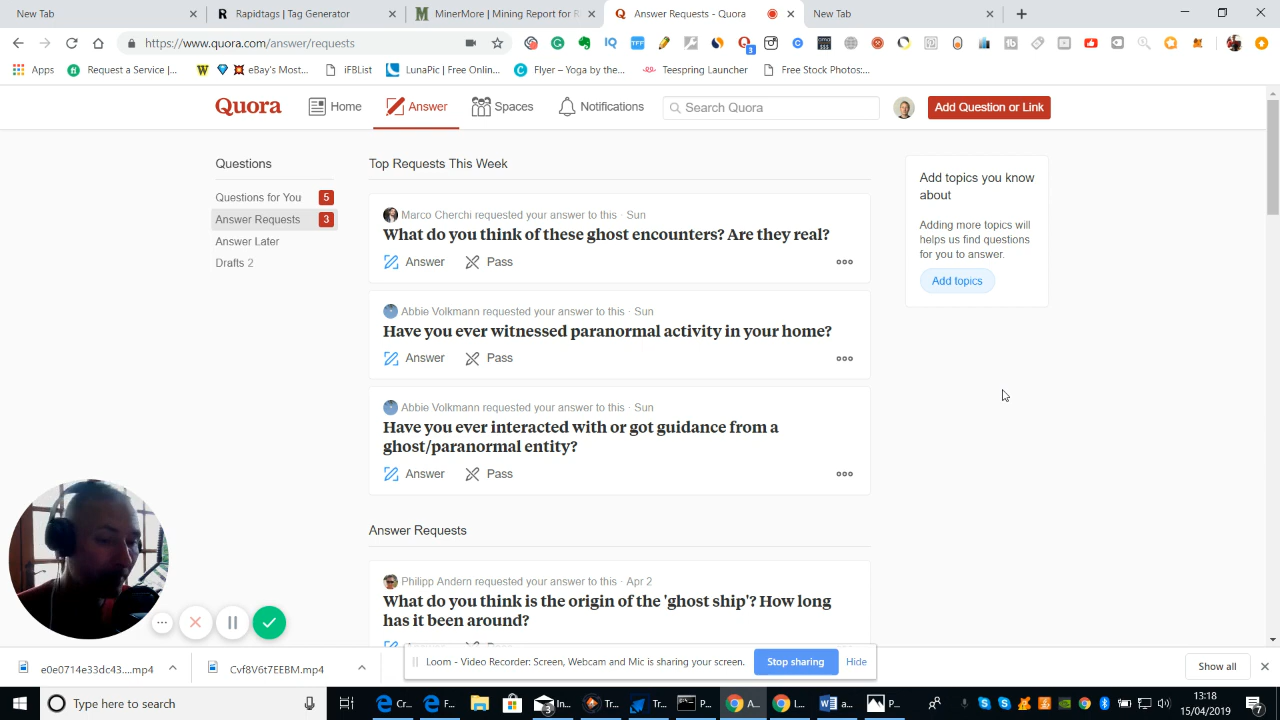 New Tab
Rapidtags | Tag Generator
MinerMore | Mining Report for R
Answer Requests - Quora
New Tab
https://www.quora.com/answer/requests
Apps
Request a Service |...
eBay's Most...
iFBList
LunaPic | Free Onlin...
Flyer – Yoga by the...
Teespring Launcher
Free Stock Photos:...
Quora
Home
Answer
Spaces
Notifications
Search Quora
Add Question or Link
Questions
Questions for You 5
Answer Requests 3
Answer Later
Drafts 2
Top Requests This Week
Marco Cherchi requested your answer to this · Sun
What do you think of these ghost encounters? Are they real?
Answer Pass
Abbie Volkmann requested your answer to this · Sun
Have you ever witnessed paranormal activity in your home?
Answer Pass
Abbie Volkmann requested your answer to this · Sun
Have you ever interacted with or got guidance from a
ghost/paranormal entity?
Answer Pass
Answer Requests
Philipp Andern requested your answer to this · Apr 2
What do you think is the origin of the 'ghost ship'? How long
has it been around?
Add topics you know
about
Adding more topics will
helps us find questions
for you to answer.
Add topics
e0e0714e33dc43....mp4
Cvf8V6t7EEBM.mp4
Loom - Video Recorder: Screen, Webcam and Mic is sharing your screen.
Stop sharing
Hide
Show all
Type here to search
Cr...
F...
In...
Tr...
Tr...
P...
A...
L...
a...
P...
13:18
15/04/2019